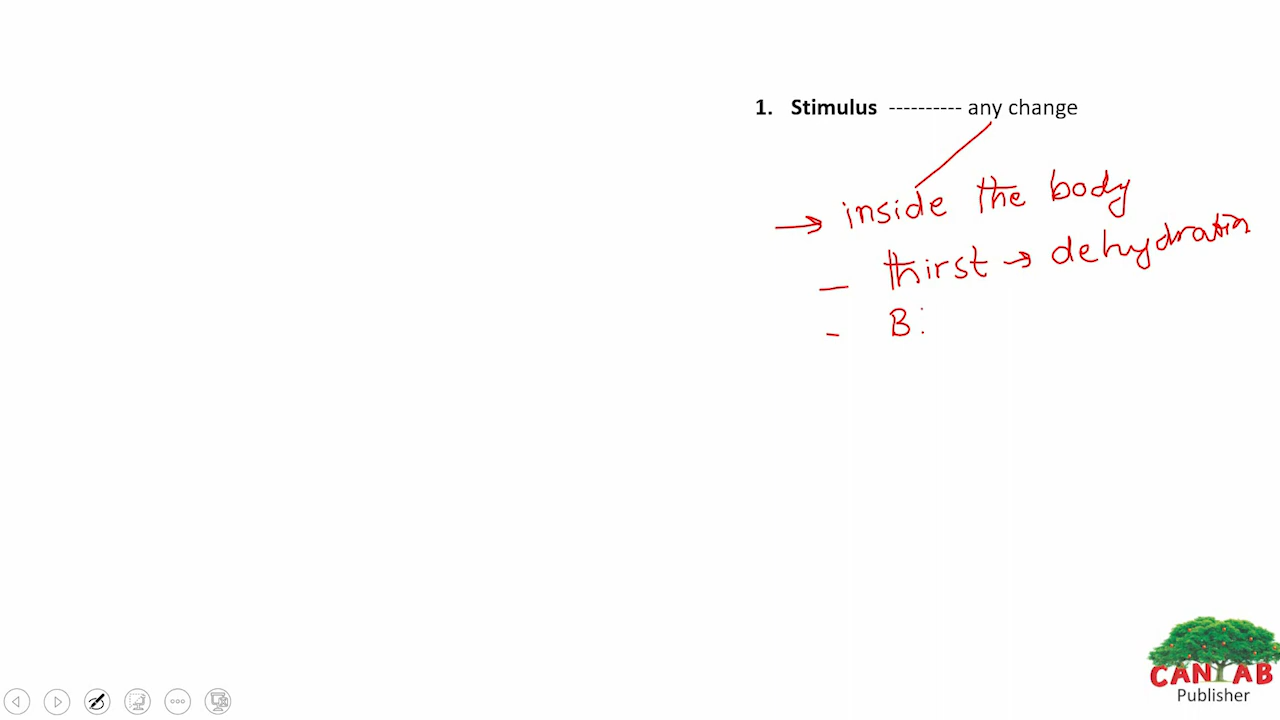 1. Stimulus ---------- any change
→ inside the body
- thirst → dehydration
- B:
CANTAB
Publisher